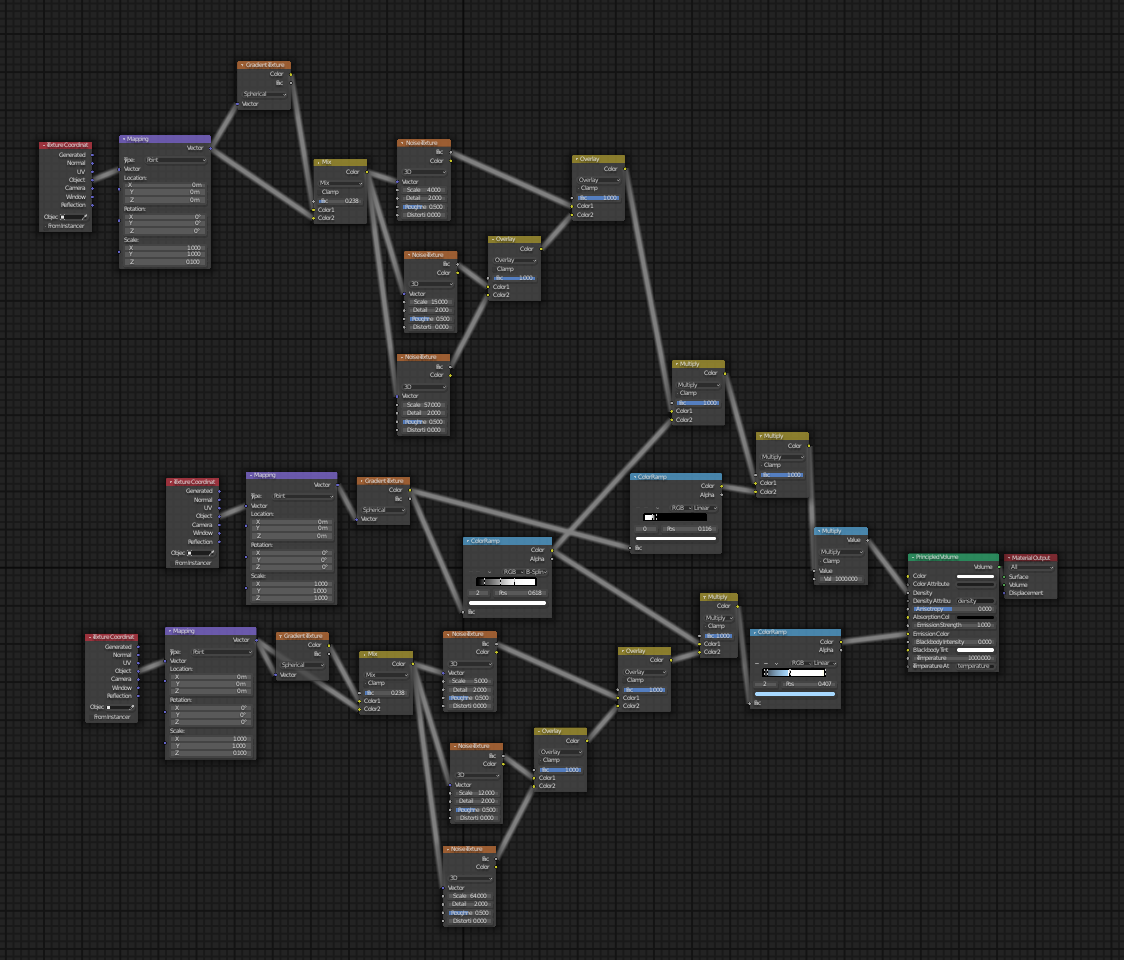 Gradient Texture
Color
Fac
Spherical
Vector
Texture Coordinat
Generated
Normal
UV
Object
Camera
Window
Reflection
Objec
From Instancer
Mapping
Vector
Type: Point
Vector
Location:
X 0 m
Y 0 m
Z 0 m
Rotation:
X 0°
Y 0°
Z 0°
Scale:
X 1.000
Y 1.000
Z 0.100
Mix
Color
Mix
Clamp
Fac 0.238
Color1
Color2
Noise Texture
Fac
Color
3D
Vector
Scale 4.000
Detail 2.000
Roughne 0.500
Distorti 0.000
Overlay
Color
Overlay
Clamp
Fac 1.000
Color1
Color2
Noise Texture
Fac
Color
3D
Vector
Scale 15.000
Detail 2.000
Roughne 0.500
Distorti 0.000
Overlay
Color
Overlay
Clamp
Fac 1.000
Color1
Color2
Noise Texture
Fac
Color
3D
Vector
Scale 57.000
Detail 2.000
Roughne 0.500
Distorti 0.000
Multiply
Color
Multiply
Clamp
Fac 1.000
Color1
Color2
Multiply
Color
Multiply
Clamp
Fac 1.000
Color1
Color2
Texture Coordinat
Generated
Normal
UV
Object
Camera
Window
Reflection
Objec
From Instancer
Mapping
Vector
Type: Point
Vector
Location:
X 0 m
Y 0 m
Z 0 m
Rotation:
X 0°
Y 0°
Z 0°
Scale:
X 1.000
Y 1.000
Z 1.000
Gradient Texture
Color
Fac
Spherical
Vector
ColorRamp
Color
Alpha
RGB B-Splin
2 Pos 0.618
Fac
ColorRamp
Color
Alpha
RGB Linear
0 Pos 0.116
Fac
Multiply
Value
Multiply
Clamp
Value
Val 1000.000
Principled Volume
Volume
Color
Color Attribute
Density
Density Attribu density
Anisotropy 0.000
Absorption Col
Emission Strength 1.000
Emission Color
Blackbody Intensity 0.000
Blackbody Tint
Temperature 1000.000
Temperature At temperature
Material Output
All
Surface
Volume
Displacement
Multiply
Color
Multiply
Clamp
Fac 1.000
Color1
Color2
ColorRamp
Color
Alpha
RGB Linear
2 Pos 0.407
Fac
Texture Coordinat
Generated
Normal
UV
Object
Camera
Window
Reflection
Objec
From Instancer
Mapping
Vector
Type: Point
Vector
Location:
X 0 m
Y 0 m
Z 0 m
Rotation:
X 0°
Y 0°
Z 0°
Scale:
X 1.000
Y 1.000
Z 0.100
Gradient Texture
Color
Fac
Spherical
Vector
Mix
Color
Mix
Clamp
Fac 0.238
Color1
Color2
Noise Texture
Fac
Color
3D
Vector
Scale 5.000
Detail 2.000
Roughne 0.500
Distorti 0.000
Overlay
Color
Overlay
Clamp
Fac 1.000
Color1
Color2
Noise Texture
Fac
Color
3D
Vector
Scale 12.000
Detail 2.000
Roughne 0.500
Distorti 0.000
Overlay
Color
Overlay
Clamp
Fac 1.000
Color1
Color2
Noise Texture
Fac
Color
3D
Vector
Scale 64.000
Detail 2.000
Roughne 0.500
Distorti 0.000